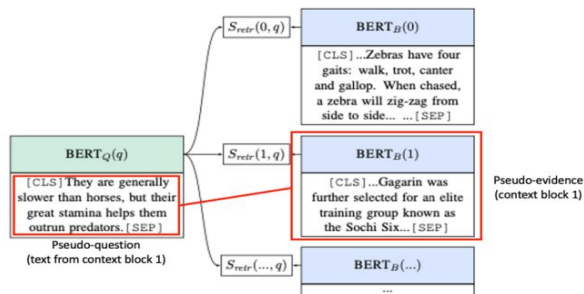 S_retr(0, q)
BERT_B(0)
[CLS]...Zebras have four
gaits: walk, trot, canter
and gallop. When chased,
a zebra will zig-zag from
side to side... ...[SEP]
BERT_Q(q)
[CLS]They are generally
slower than horses, but their
great stamina helps them
outrun predators.[SEP]
Pseudo-question
(text from context block 1)
S_retr(1, q)
BERT_B(1)
[CLS]...Gagarin was
further selected for an elite
training group known as
the Sochi Six...[SEP]
Pseudo-evidence
(context block 1)
S_retr(..., q)
BERT_B(...)
...